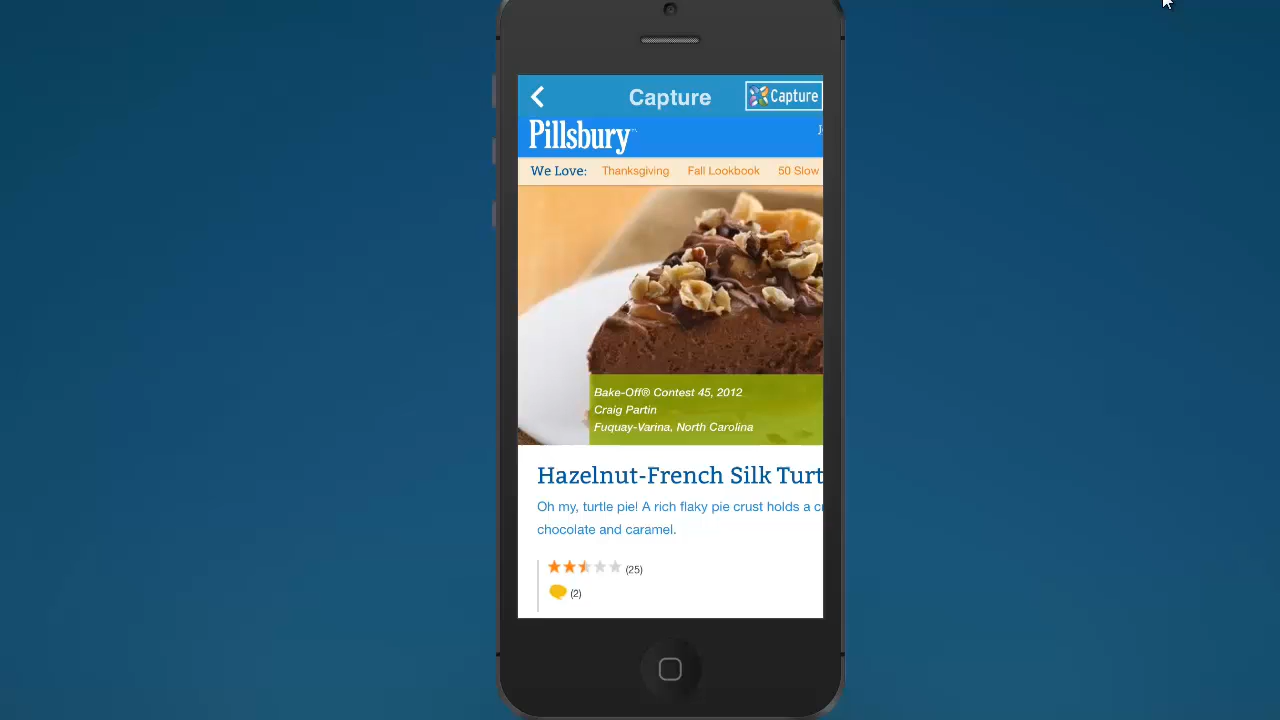 Capture
Capture
Pillsbury
We Love: Thanksgiving Fall Lookbook 50 Slow
Bake-Off® Contest 45, 2012
Craig Partin
Fuquay-Varina, North Carolina
Hazelnut-French Silk Turt
Oh my, turtle pie! A rich flaky pie crust holds a c
chocolate and caramel.
(25)
(2)